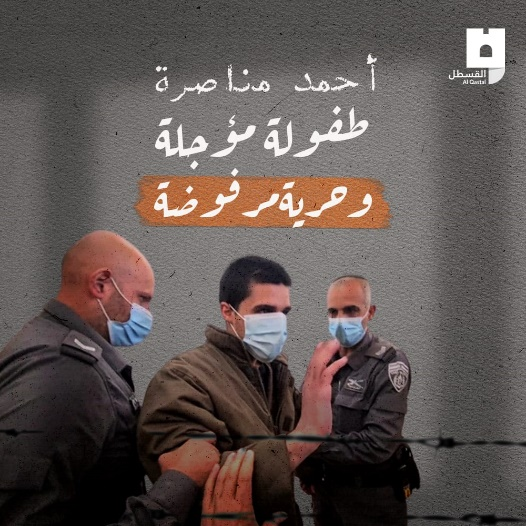 القسطل
Al Qastal
أحمد مناصرة
طفولة مؤجلة
وحرية مرفوضة